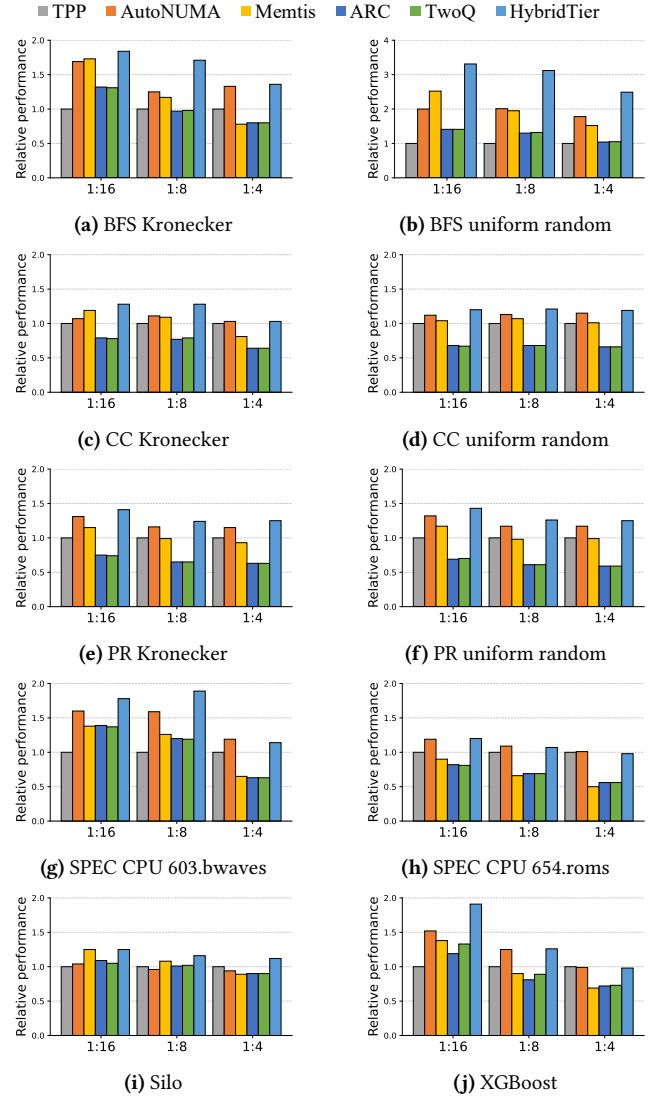 TPP AutoNUMA Memtis ARC TwoQ HybridTier
Relative performance
2.0
1.5
1.0
0.5
0.0
1:16 1:8 1:4
(a) BFS Kronecker
Relative performance
4
3
2
1
0
1:16 1:8 1:4
(b) BFS uniform random
Relative performance
2.0
1.5
1.0
0.5
0.0
1:16 1:8 1:4
(c) CC Kronecker
Relative performance
2.0
1.5
1.0
0.5
0.0
1:16 1:8 1:4
(d) CC uniform random
Relative performance
2.0
1.5
1.0
0.5
0.0
1:16 1:8 1:4
(e) PR Kronecker
Relative performance
2.0
1.5
1.0
0.5
0.0
1:16 1:8 1:4
(f) PR uniform random
Relative performance
2.0
1.5
1.0
0.5
0.0
1:16 1:8 1:4
(g) SPEC CPU 603.bwaves
Relative performance
2.0
1.5
1.0
0.5
0.0
1:16 1:8 1:4
(h) SPEC CPU 654.roms
Relative performance
2.0
1.5
1.0
0.5
0.0
1:16 1:8 1:4
(i) Silo
Relative performance
2.0
1.5
1.0
0.5
0.0
1:16 1:8 1:4
(j) XGBoost